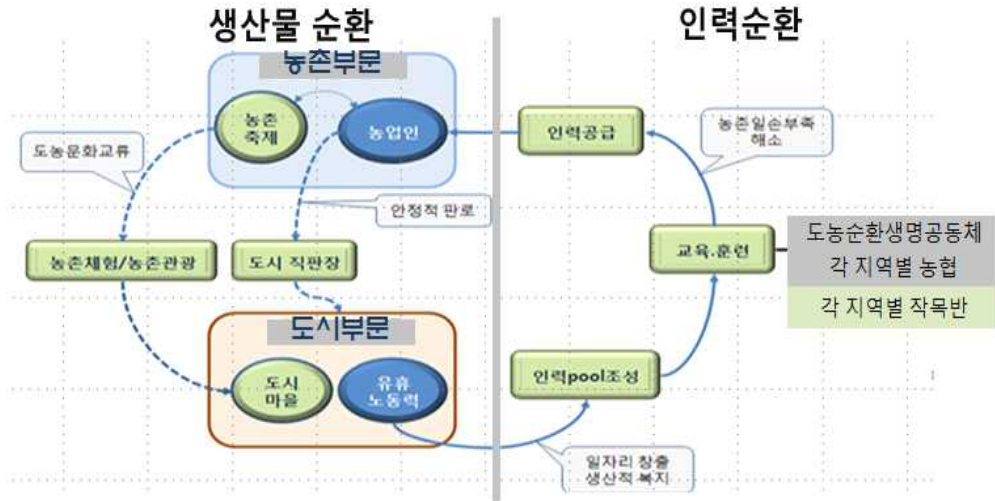 생산물 순환
인력순환
농촌부문
농촌
축제
농업인
인력공급
농촌일손부족
해소
도농문화교류
안정적 판로
농촌체험/농촌관광
도시 직판장
교육.훈련
도농순환생명공동체
각 지역별 농협
각 지역별 작목반
도시부문
도시
마을
유휴
노동력
인력pool조성
일자리 창출
생산적 복지